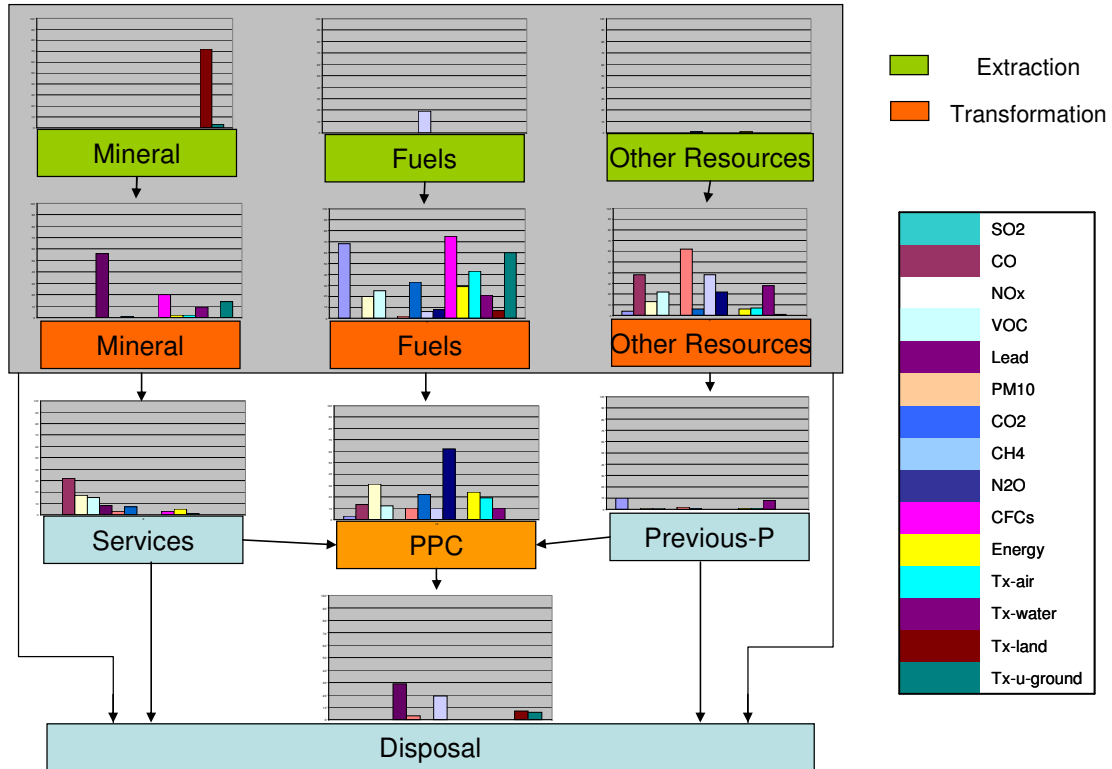 Extraction
Transformation
Mineral
Fuels
Other Resources
Mineral
Fuels
Other Resources
SO2
CO
NOx
VOC
Lead
PM10
CO2
CH4
N2O
CFCs
Energy
Tx-air
Tx-water
Tx-land
Tx-u-ground
Services
PPC
Previous-P
Disposal